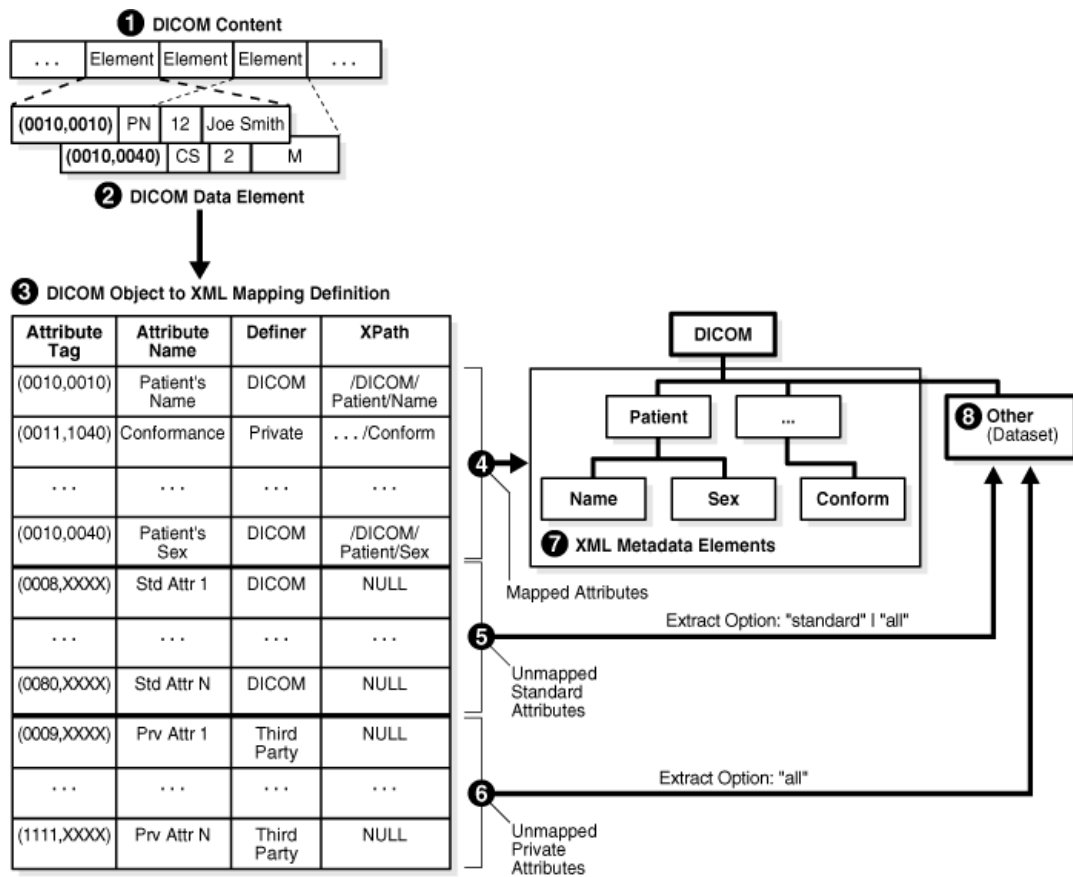 1 DICOM Content
... Element Element Element ...
(0010,0010) PN 12 Joe Smith
(0010,0040) CS 2 M
2 DICOM Data Element
3 DICOM Object to XML Mapping Definition
Attribute Attribute Definer XPath
Tag Name
(0010,0010) Patient's DICOM /DICOM/
Name Patient/Name
(0011,1040) Conformance Private . . . /Conform
. . . . . . . . . . . .
(0010,0040) Patient's DICOM /DICOM/
Sex Patient/Sex
(0008,XXXX) Std Attr 1 DICOM NULL
. . . . . . . . . . . .
(0080,XXXX) Std Attr N DICOM NULL
(0009,XXXX) Prv Attr 1 Third NULL
Party
. . . . . . . . . . . .
(1111,XXXX) Prv Attr N Third NULL
Party
4
Mapped Attributes
5
Unmapped
Standard
Attributes
6
Unmapped
Private
Attributes
DICOM
Patient
...
Name
Sex
Conform
7 XML Metadata Elements
8 Other
(Dataset)
Extract Option: "standard" | "all"
Extract Option: "all"